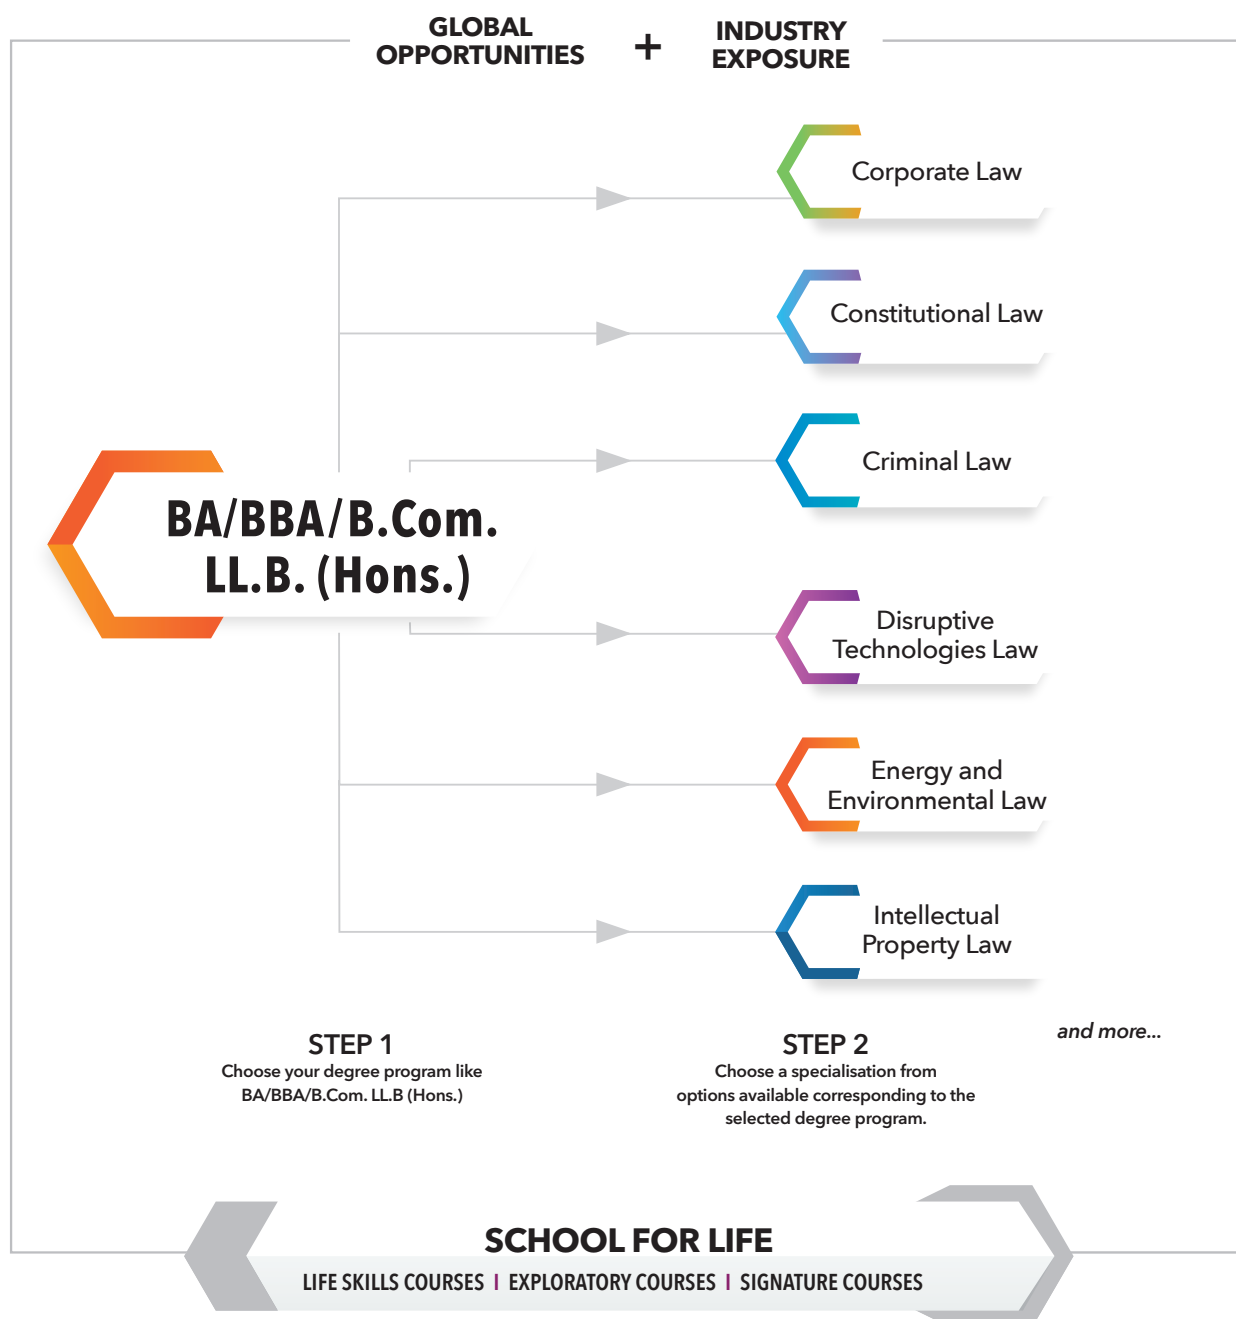 GLOBAL
OPPORTUNITIES
+
INDUSTRY
EXPOSURE
Corporate Law
Constitutional Law
Criminal Law
BA/BBA/B.Com.
LL.B. (Hons.)
Disruptive
Technologies Law
Energy and
Environmental Law
Intellectual
Property Law
and more...
STEP 1
Choose your degree program like
BA/BBA/B.Com. LL.B (Hons.)
STEP 2
Choose a specialisation from
options available corresponding to the
selected degree program.
SCHOOL FOR LIFE
LIFE SKILLS COURSES | EXPLORATORY COURSES | SIGNATURE COURSES